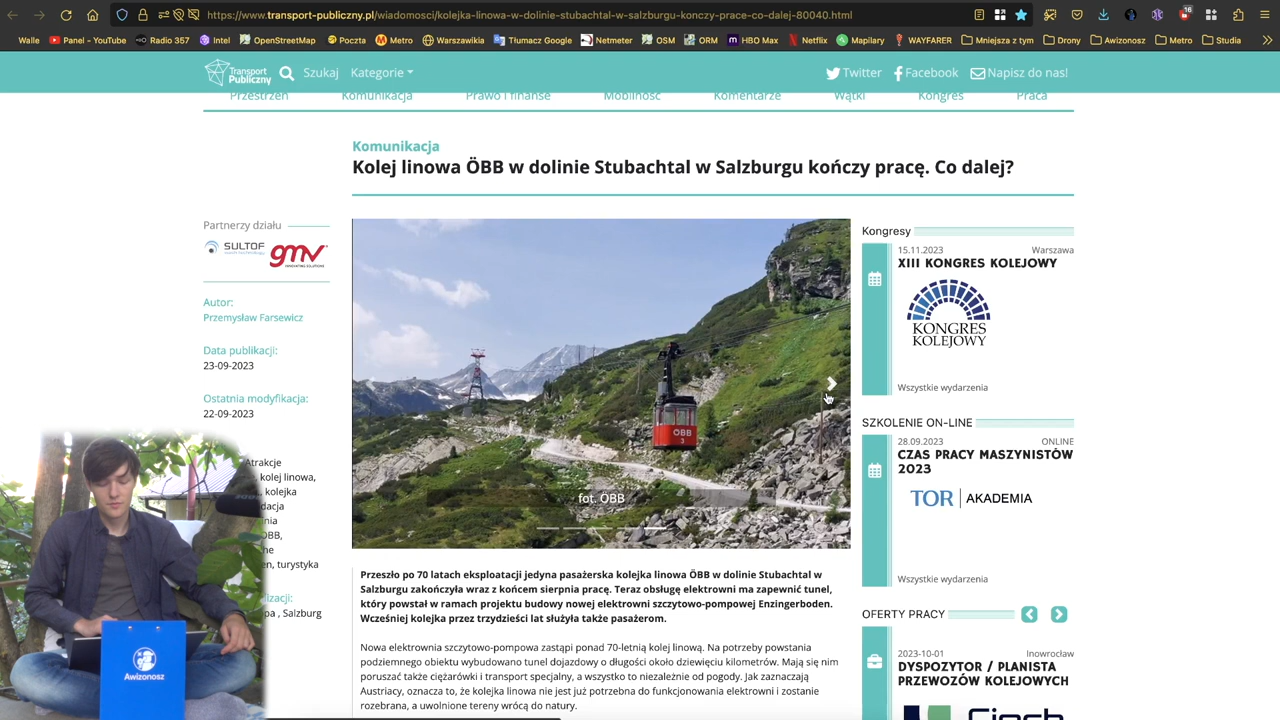 https://www.transport-publiczny.pl/wiadomosci/kolejka-linowa-w-dolinie-stubachtal-w-salzburgu-konczy-prace-co-dalej-80040.html
16
Walle Panel - YouTube Radio 357 Intel OpenStreetMap Poczta Metro Warszawikia Tłumacz Google Netmeter OSM ORM HBO Max Netflix Mapilary WAYFARER Mniejsza z tym Drony Awizonosz Metro Studia
Transport Publiczny Szukaj Kategorie Twitter Facebook Napisz do nas!
Przestrzeń Komunikacja Prawo i finanse Mobilność Komentarze Wątki Kongres Praca
Komunikacja
Kolej linowa ÖBB w dolinie Stubachtal w Salzburgu kończy pracę. Co dalej?
Partnerzy działu
SULTOF
gmv
Autor:
Przemysław Farsewicz
Data publikacji:
23-09-2023
Ostatnia modyfikacja:
22-09-2023
Atrakcje
, kolej linowa,
, kolejka
dacja
inia
ÖBB,
ne
en, turystyka
izacji:
pa , Salzburg
Awizonosz
ÖBB
3
fot. ÖBB
Przeszło po 70 latach eksploatacji jedyna pasażerska kolejka linowa ÖBB w dolinie Stubachtal w
Salzburgu zakończyła wraz z końcem sierpnia pracę. Teraz obsługę elektrowni ma zapewnić tunel,
który powstał w ramach projektu budowy nowej elektrowni szczytowo-pompowej Enzingerboden.
Wcześniej kolejka przez trzydzieści lat służyła także pasażerom.
Nowa elektrownia szczytowo-pompowa zastąpi ponad 70-letnią kolej linową. Na potrzeby powstania
podziemnego obiektu wybudowano tunel dojazdowy o długości około dziewięciu kilometrów. Mają się nim
poruszać także ciężarówki i transport specjalny, a wszystko to niezależnie od pogody. Jak zaznaczają
Austriacy, oznacza to, że kolejka linowa nie jest już potrzebna do funkcjonowania elektrowni i zostanie
rozebrana, a uwolnione tereny wrócą do natury.
Kongresy
15.11.2023 Warszawa
XIII KONGRES KOLEJOWY
KONGRES
KOLEJOWY
Wszystkie wydarzenia
SZKOLENIE ON-LINE
28.09.2023 ONLINE
CZAS PRACY MASZYNISTÓW
2023
TOR AKADEMIA
Wszystkie wydarzenia
OFERTY PRACY
2023-10-01 Inowrocław
DYSPOZYTOR / PLANISTA
PRZEWOZÓW KOLEJOWYCH